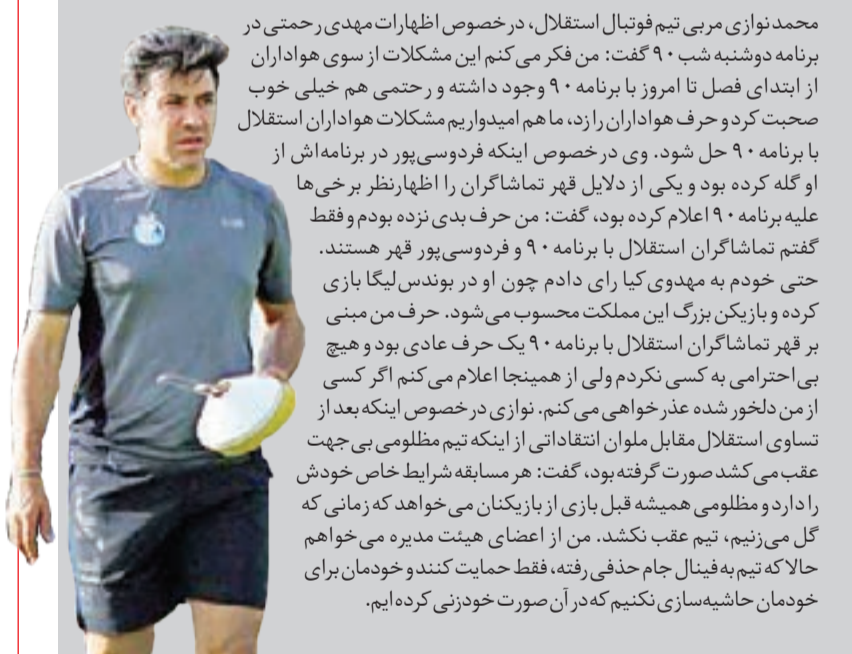 محمد نوازی مربی تیم فوتبال استقلال، در خصوص اظهارات مهدی رحمتی در
برنامه دوشنبه شب ۹۰ گفت: من فکر می‌کنم این مشکلات از سوی هواداران
از ابتدای فصل تا امروز با برنامه ۹۰ وجود داشته و رحتمی هم خیلی خوب
صحبت کرد و حرف هواداران را زد، ما هم امیدواریم مشکلات هواداران استقلال
با برنامه ۹۰ حل شود. وی در خصوص اینکه فردوسی‌پور در برنامه‌اش از
او گله کرده بود و یکی از دلایل قهر تماشاگران را اظهارنظر برخی‌ها
علیه برنامه ۹۰ اعلام کرده بود، گفت: من حرف بدی نزده بودم و فقط
گفتم تماشاگران استقلال با برنامه ۹۰ و فردوسی‌پور قهر هستند.
حتی خودم به مهدوی‌کیا رای دادم چون او در بوندس‌لیگا بازی
کرده و بازیکن بزرگ این مملکت محسوب می‌شود. حرف من مبنی
بر قهر تماشاگران استقلال با برنامه ۹۰ یک حرف عادی بود و هیچ
بی‌احترامی به کسی نکردم ولی از همینجا اعلام می‌کنم اگر کسی
از من دلخور شده عذرخواهی می‌کنم. نوازی در خصوص اینکه بعد از
تساوی استقلال مقابل ملوان انتقاداتی از اینکه تیم مظلومی بی‌جهت
عقب می‌کشد صورت گرفته بود، گفت: هر مسابقه شرایط خاص خودش
را دارد و مظلومی همیشه قبل بازی از بازیکنان می‌خواهد که زمانی که
گل می‌زنیم، تیم عقب نکشد. من از اعضای هیئت مدیره می‌خواهم
حالا که تیم به فینال جام حذفی رفته، فقط حمایت کنند و خودمان برای
خودمان حاشیه‌سازی نکنیم که در آن صورت خودزنی کرده‌ایم.